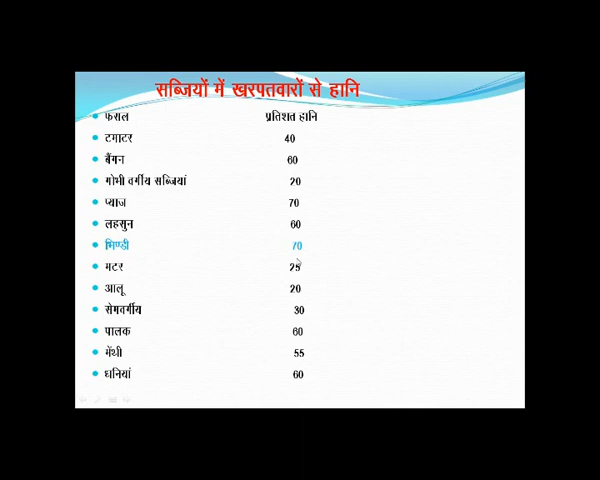 सब्जियों में खरपतवारों से हानि
फसल प्रतिशत हानि
टमाटर 40
बैंगन 60
गोभी वर्गीय सब्जियां 20
प्याज 70
लहसुन 60
भिण्डी 70
मटर 25
आलू 20
सेमवर्गीय 30
पालक 60
मेंथी 55
धनियां 60